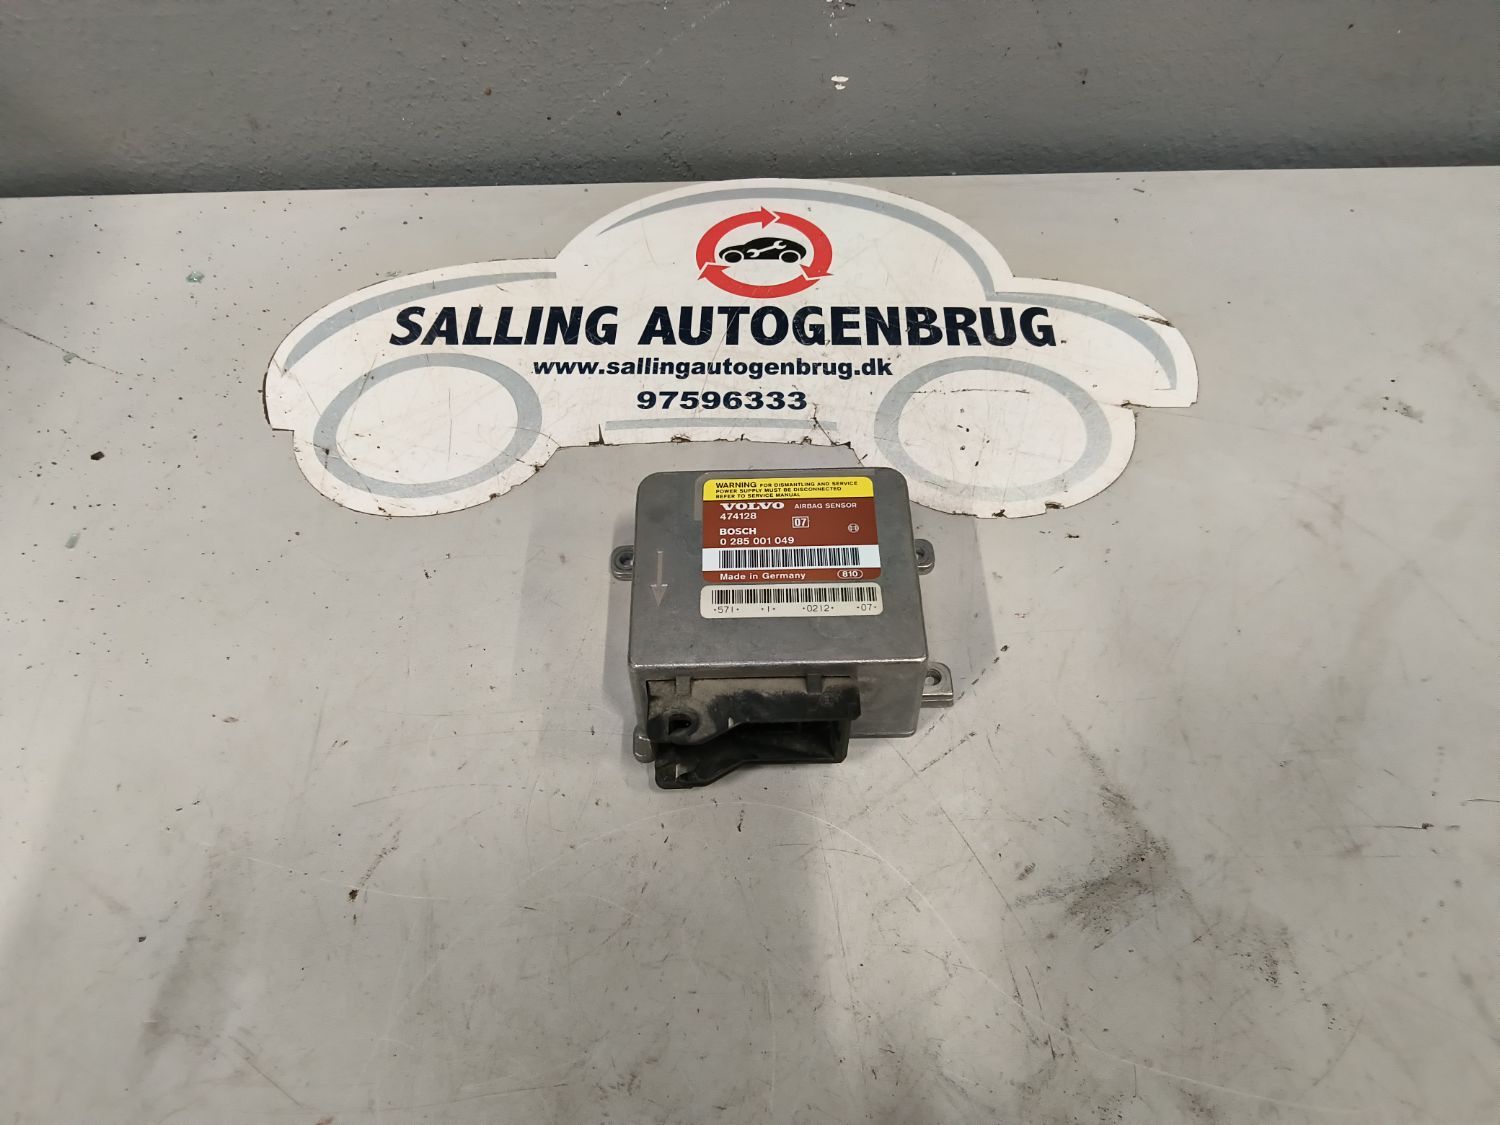 SALLING AUTOGENBRUG
www.sallingautogenbrug.dk
97596333
WARNING FOR DISMANTLING AND SERVICE
POWER SUPPLY MUST BE DISCONNECTED
REFER TO SERVICE MANUAL
VOLVO AIRBAG SENSOR
474128
07
BOSCH
0 285 001 049
Made in Germany 810
*571* *1* *0212* *07*